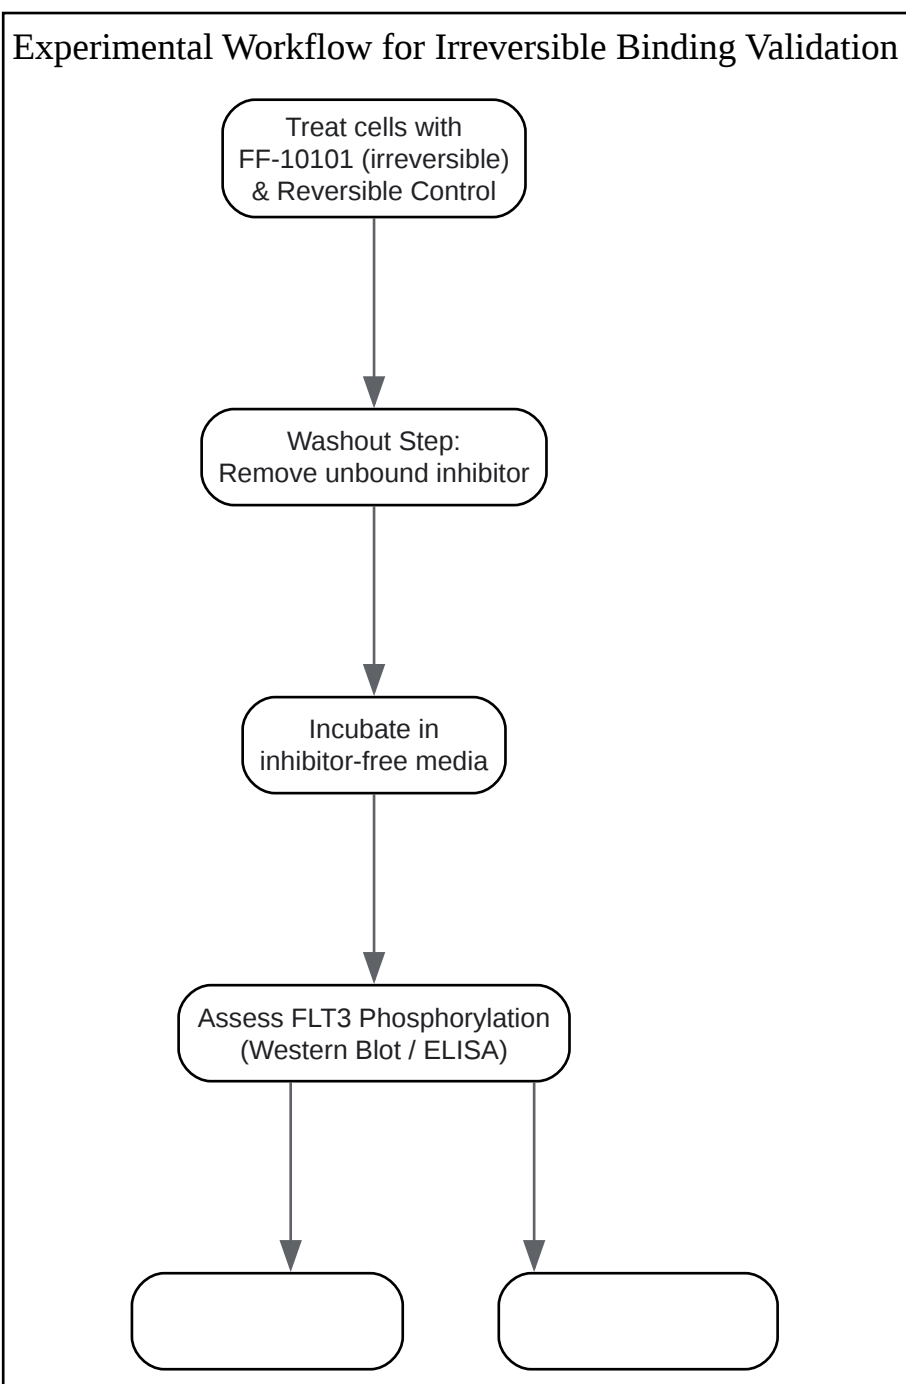 Experimental Workflow for Irreversible Binding Validation
Treat cells with
FF-10101 (irreversible)
& Reversible Control
Washout Step:
Remove unbound inhibitor
Incubate in
inhibitor-free media
Assess FLT3 Phosphorylation
(Western Blot / ELISA)